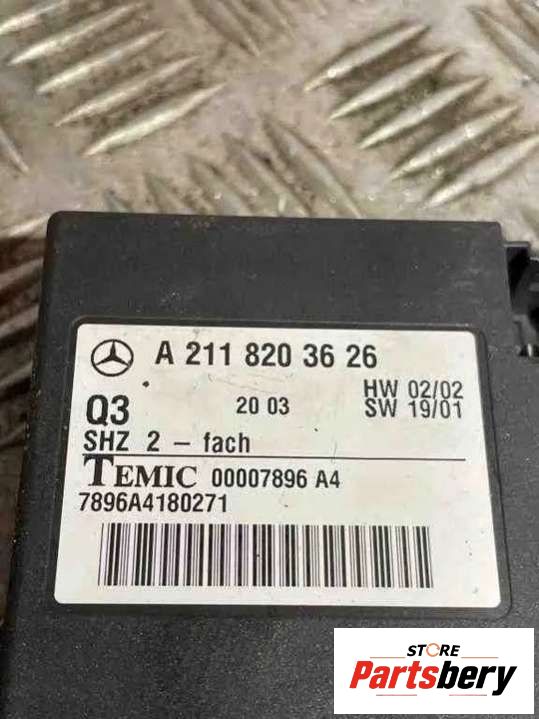 A 211 820 36 26
Q3
20 03
HW 02/02
SW 19/01
SHZ 2 - fach
TEMIC 00007896 A4
7896A4180271
STORE
Partsbery